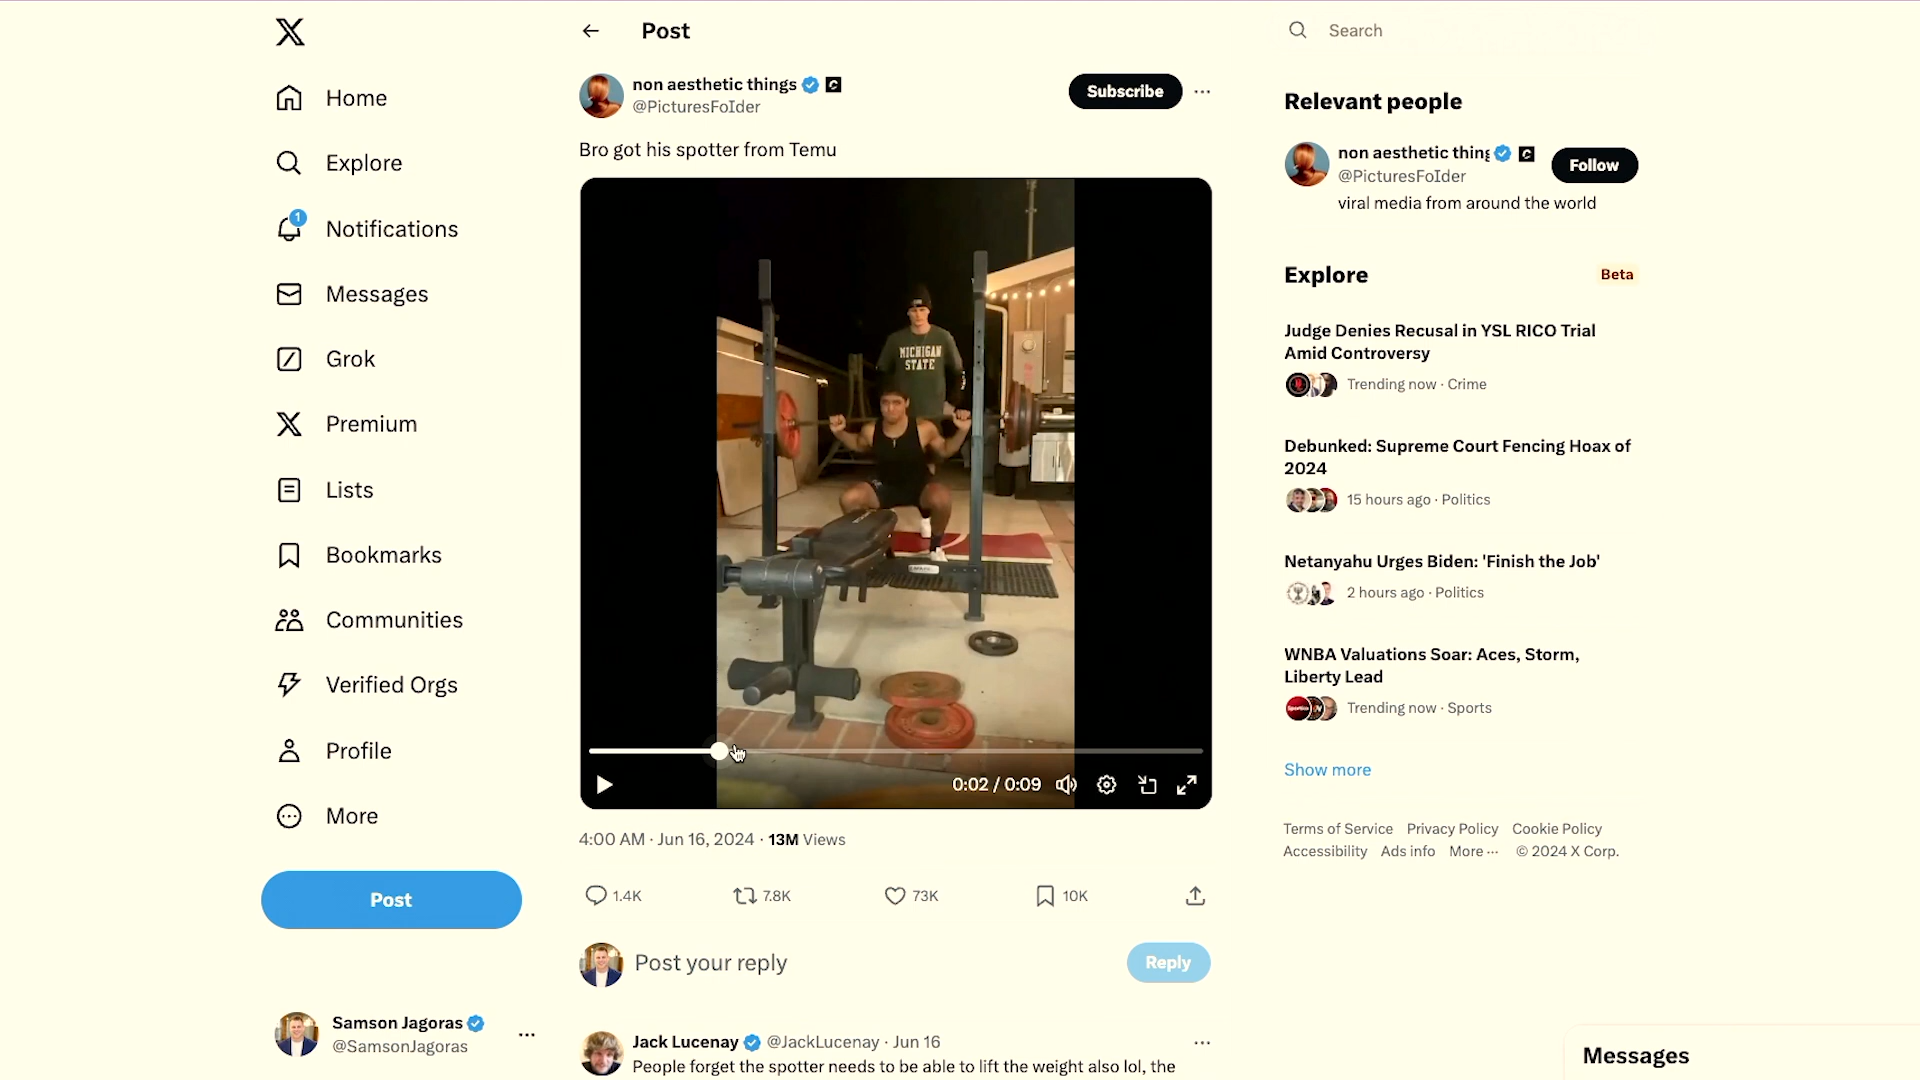 Post
Search
Home
Explore
1
Notifications
Messages
Grok
Premium
Lists
Bookmarks
Communities
Verified Orgs
Profile
More
Post
Samson Jagoras
@SamsonJagoras
non aesthetic things
@PicturesFoIder
Subscribe
Bro got his spotter from Temu
MICHIGAN
STATE
0:02 / 0:09
4:00 AM · Jun 16, 2024 · 13M Views
1.4K 7.8K 73K 10K
Post your reply
Reply
Jack Lucenay @JackLucenay · Jun 16
People forget the spotter needs to be able to lift the weight also lol, the
Relevant people
non aesthetic thing
@PicturesFoIder
Follow
viral media from around the world
Explore
Beta
Judge Denies Recusal in YSL RICO Trial
Amid Controversy
Trending now · Crime
Debunked: Supreme Court Fencing Hoax of
2024
15 hours ago · Politics
Netanyahu Urges Biden: 'Finish the Job'
2 hours ago · Politics
WNBA Valuations Soar: Aces, Storm,
Liberty Lead
Trending now · Sports
Show more
Terms of Service Privacy Policy Cookie Policy
Accessibility Ads info More ··· © 2024 X Corp.
Messages